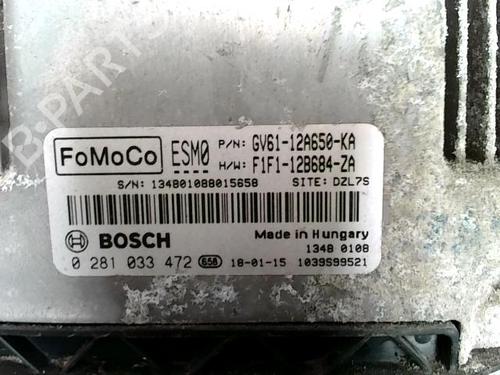 FoMoCo ESM0 P/N: GV61-12A650-KA
H/W: F1F1-12B684-ZA
S/N: 134801088015658 SITE: DZL7S
BOSCH Made in Hungary
1348 0108
0 281 033 472 658 18-01-15 1039S99521
B-PARTS